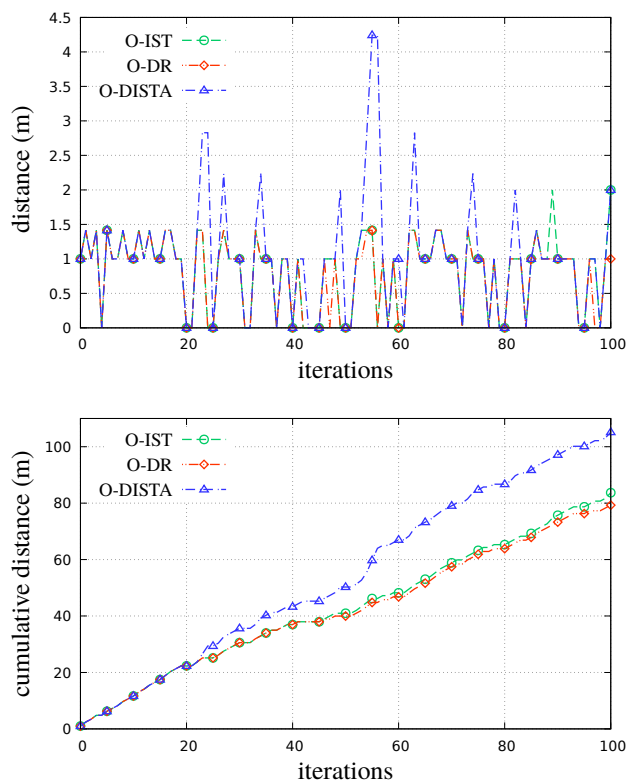 4.5
4
3.5
3
2.5
2
1.5
1
0.5
0
distance (m)
O-IST
O-DR
O-DISTA
0 20 40 60 80 100
iterations
100
80
60
40
20
0
cumulative distance (m)
O-IST
O-DR
O-DISTA
0 20 40 60 80 100
iterations